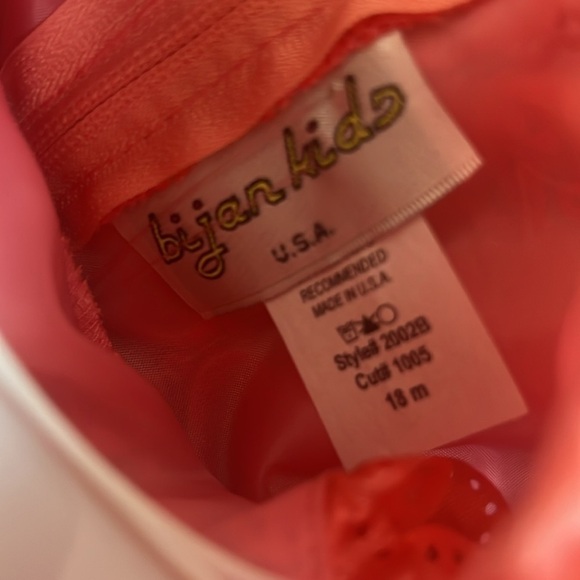 bijan kids
U.S.A.
RECOMMENDED
MADE IN U.S.A.
Style# 2002B
Cut# 1005
18 m